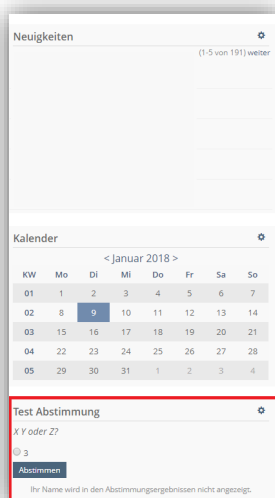 Neuigkeiten
(1-5 von 191) weiter
Kalender
< Januar 2018 >
KW Mo Di Mi Do Fr Sa So
01 1 2 3 4 5 6 7
02 8 9 10 11 12 13 14
03 15 16 17 18 19 20 21
04 22 23 24 25 26 27 28
05 29 30 31 1 2 3 4
Test Abstimmung
X Y oder Z?
3
Abstimmen
Ihr Name wird in den Abstimmungsergebnissen nicht angezeigt.